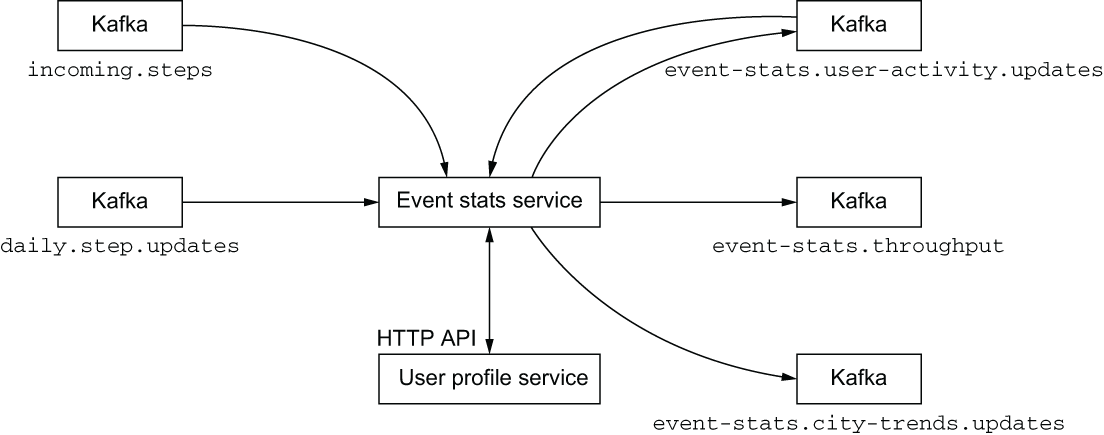 Kafka
incoming.steps
Kafka
event-stats.user-activity.updates
Kafka
daily.step.updates
Event stats service
Kafka
event-stats.throughput
HTTP API
User profile service
Kafka
event-stats.city-trends.updates